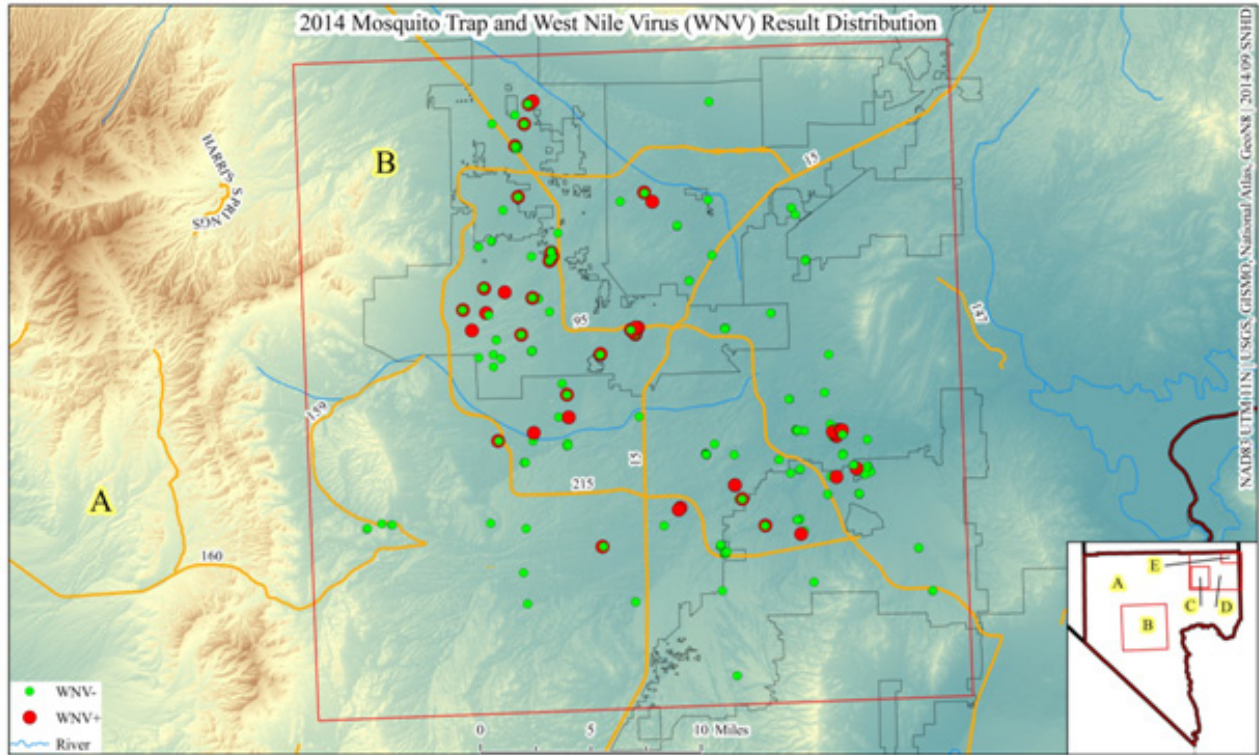 2014 Mosquito Trap and West Nile Virus (WNV) Result Distribution
NAD83 UTM11N | USGS, GISMO, National Atlas, GeoN8 | 2014/09 SNHD
HARRIS SPRINGS
B
15
147
95
159
15
215
A
160
E
A
C
D
B
WNV-
WNV+
River
0 5 10 Miles